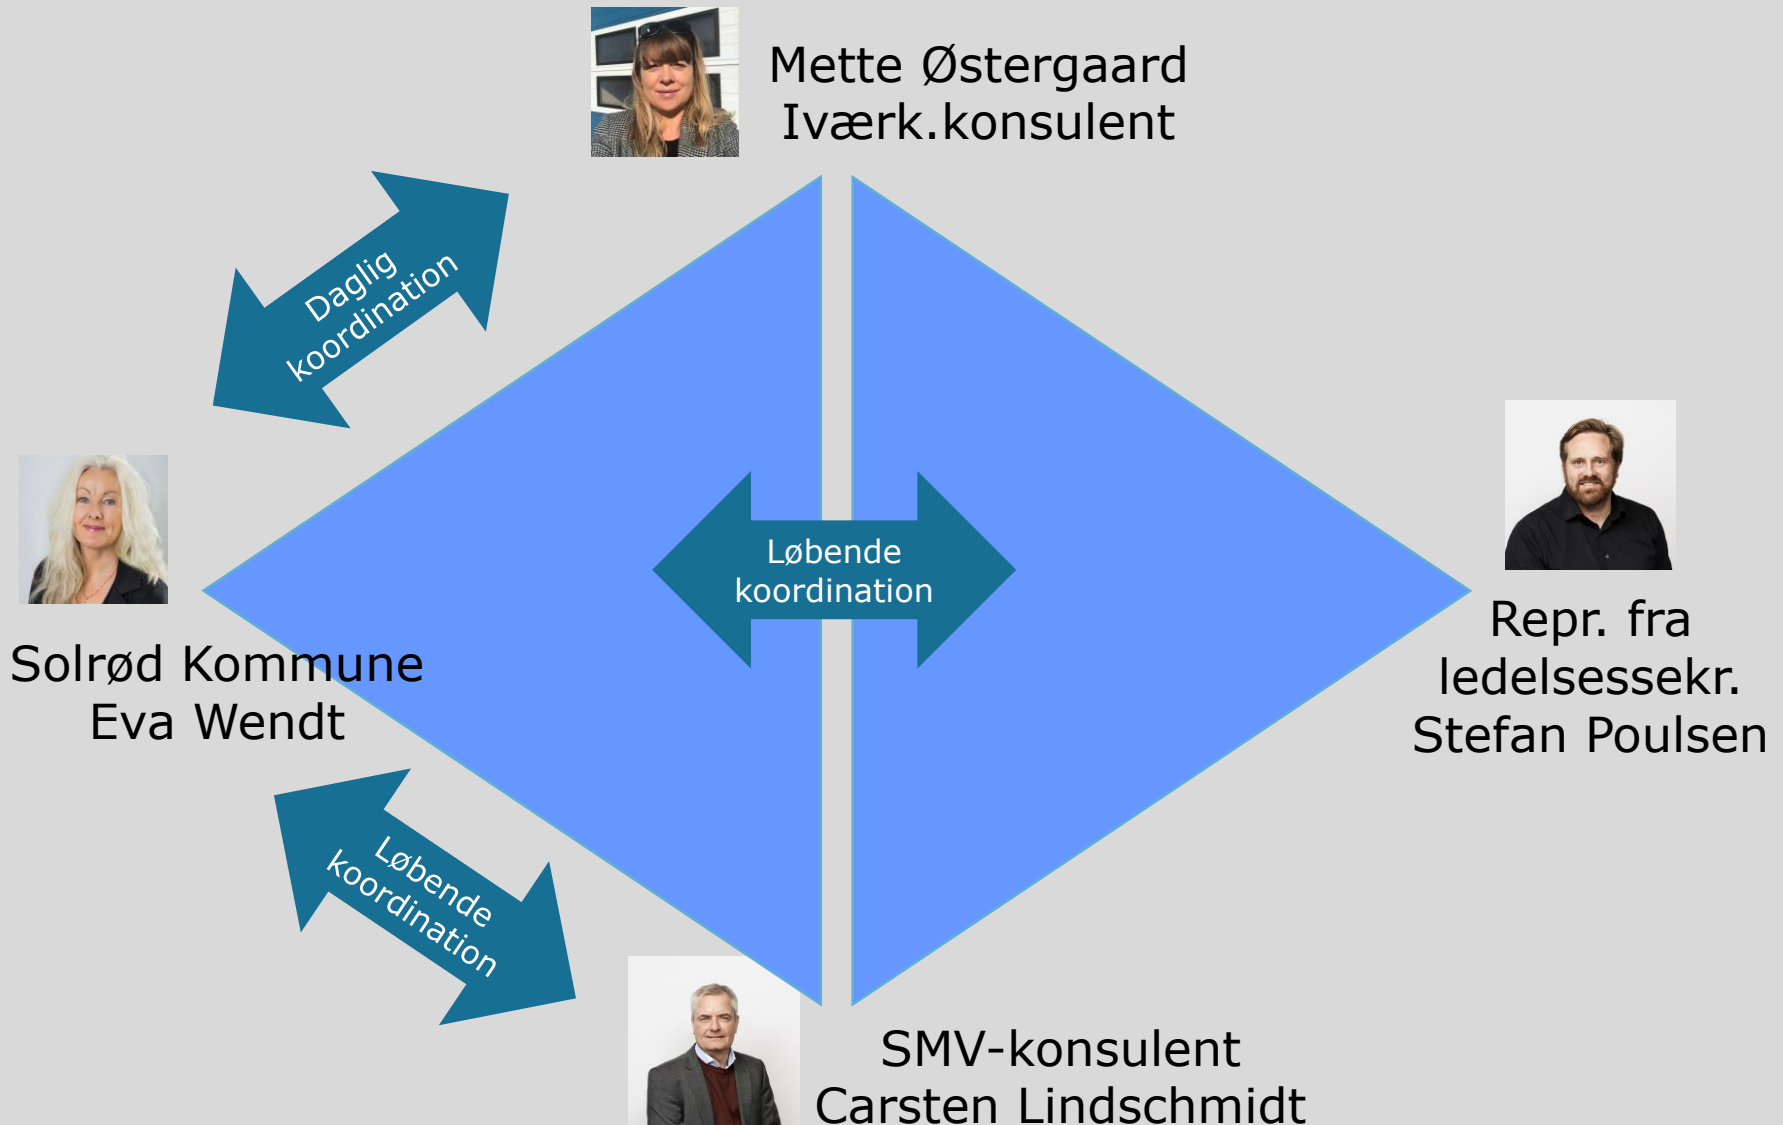 Mette Østergaard
Iværk.konsulent
Daglig
koordination
Løbende
koordination
Solrød Kommune
Eva Wendt
Repr. fra
ledelsessekr.
Stefan Poulsen
Løbende
koordination
SMV-konsulent
Carsten Lindschmidt